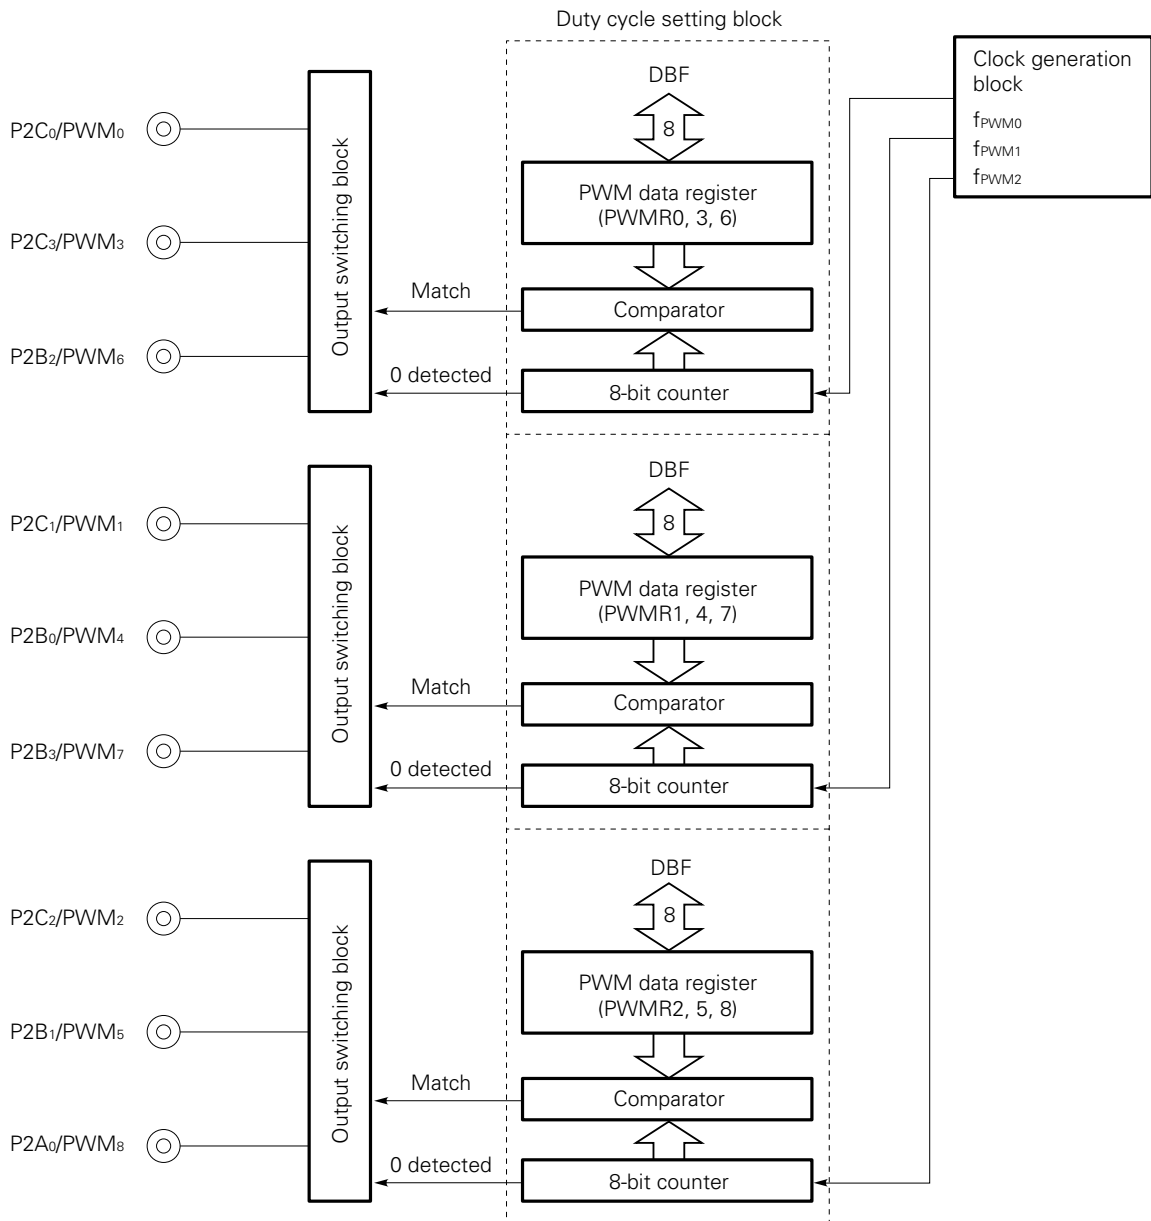 Duty cycle setting block
Clock generation
block
fPWM0
fPWM1
fPWM2
P2C₀/PWM₀
P2C₃/PWM₃
P2B₂/PWM₆
Output switching block
Match
0 detected
DBF
8
PWM data register
(PWMR0, 3, 6)
Comparator
8-bit counter
P2C₁/PWM₁
P2B₀/PWM₄
P2B₃/PWM₇
Output switching block
Match
0 detected
DBF
8
PWM data register
(PWMR1, 4, 7)
Comparator
8-bit counter
P2C₂/PWM₂
P2B₁/PWM₅
P2A₀/PWM₈
Output switching block
Match
0 detected
DBF
8
PWM data register
(PWMR2, 5, 8)
Comparator
8-bit counter